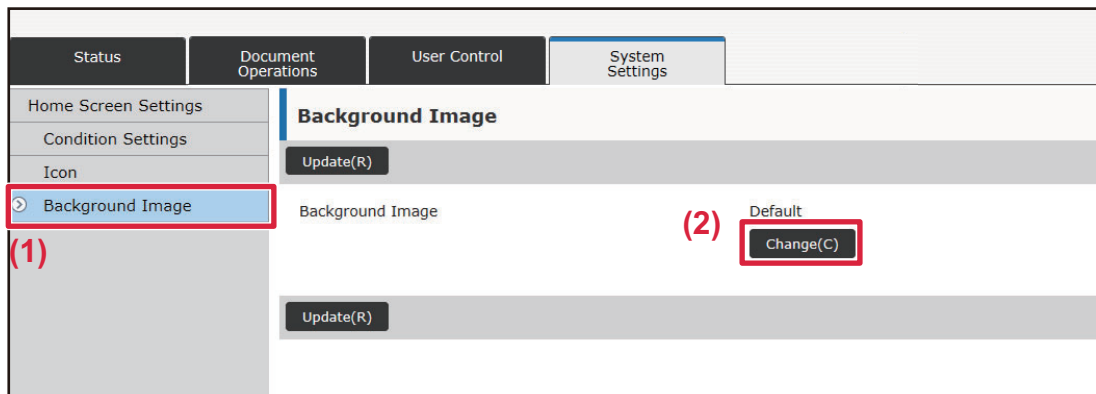 Status
Document
Operations
User Control
System
Settings
Home Screen Settings
Condition Settings
Icon
Background Image
(1)
Background Image
Update(R)
Background Image
Default
(2)
Change(C)
Update(R)